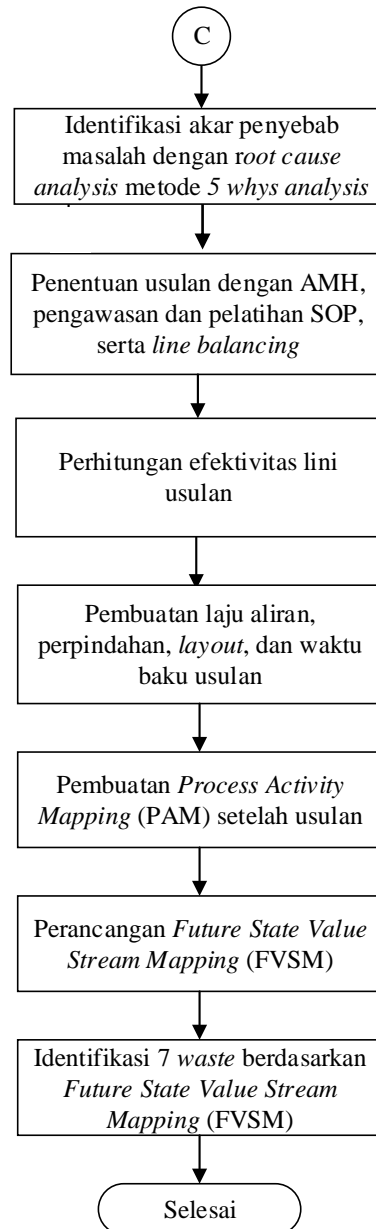 C
Identifikasi akar penyebab
masalah dengan root cause
analysis metode 5 whys analysis
Penentuan usulan dengan AMH,
pengawasan dan pelatihan SOP,
serta line balancing
Perhitungan efektivitas lini
usulan
Pembuatan laju aliran,
perpindahan, layout, dan waktu
baku usulan
Pembuatan Process Activity
Mapping (PAM) setelah usulan
Perancangan Future State Value
Stream Mapping (FVSM)
Identifikasi 7 waste berdasarkan
Future State Value Stream
Mapping (FVSM)
Selesai